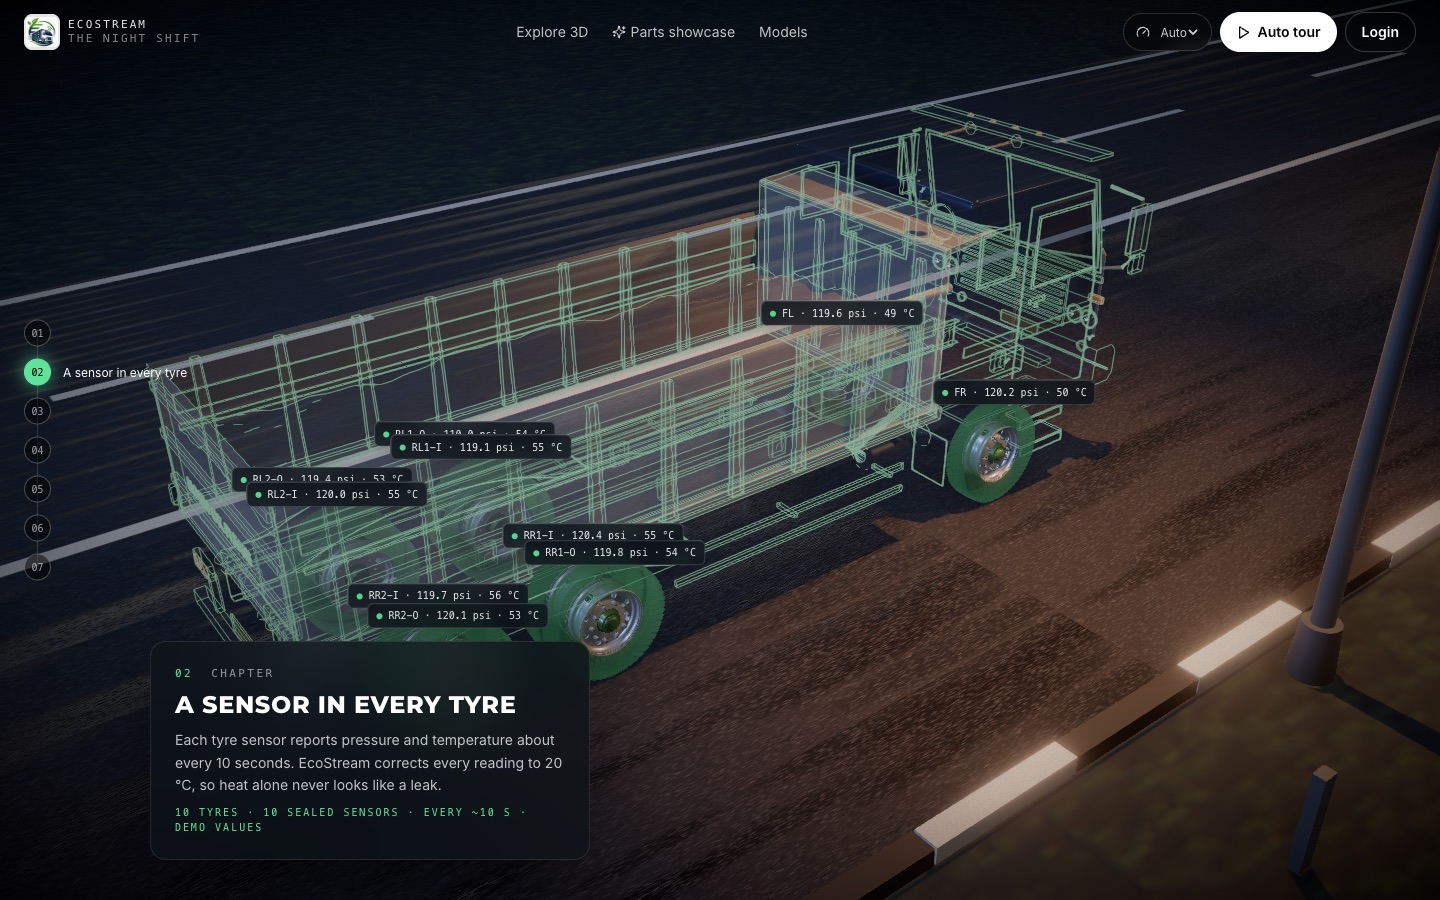 ECOSTREAM
THE NIGHT SHIFT
Explore 3D
Parts showcase
Models
Auto
Auto tour
Login
FL · 119.6 psi · 49 °C
FR · 120.2 psi · 50 °C
01
02
A sensor in every tyre
03
04
05
06
07
RL1-I · 119.1 psi · 55 °C
RL2-O · 119.4 psi · 53 °C
RL2-I · 120.0 psi · 55 °C
RR1-I · 120.4 psi · 55 °C
RR1-O · 119.8 psi · 54 °C
RR2-I · 119.7 psi · 56 °C
RR2-O · 120.1 psi · 53 °C
02 CHAPTER
A SENSOR IN EVERY TYRE
Each tyre sensor reports pressure and temperature about
every 10 seconds. EcoStream corrects every reading to 20
°C, so heat alone never looks like a leak.
10 TYRES · 10 SEALED SENSORS · EVERY ~10 S ·
DEMO VALUES